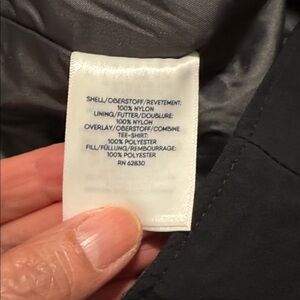 SHELL/OBERSTOFF/REVETEMENT:
100% NYLON
LINING/FUTTER/DOUBLURE:
100% NYLON
OVERLAY/OBERSTOFF/COMBINE
TEE-SHIRT:
100% POLYESTER
FILL/FÜLLUNG/REMBOURRAGE:
100% POLYESTER
RN 62830